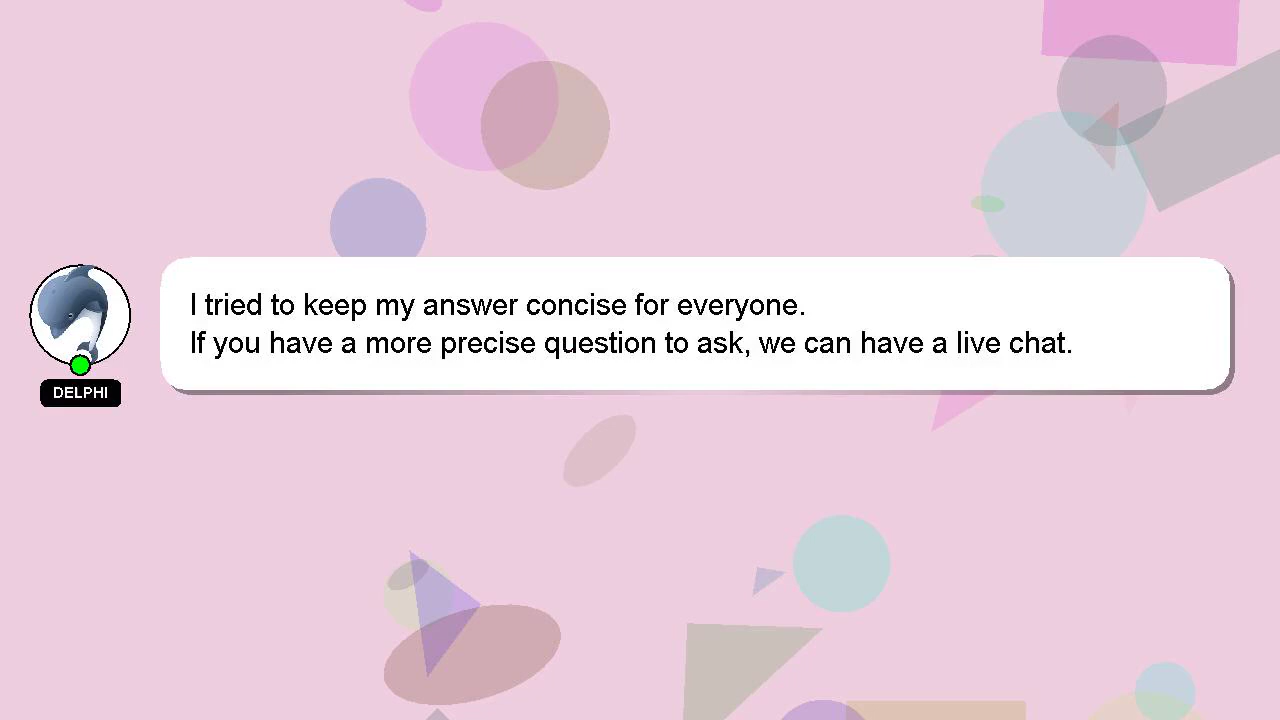 I tried to keep my answer concise for everyone.
If you have a more precise question to ask, we can have a live chat.
DELPHI